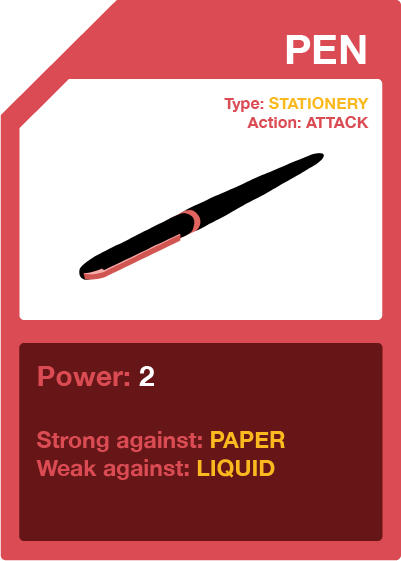 PEN
Type: STATIONERY
Action: ATTACK
Power: 2
Strong against: PAPER
Weak against: LIQUID